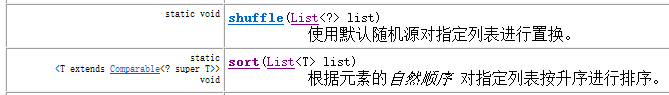 static void
shuffle(List<?> list)
使用默认随机源对指定列表进行置换。
static
<T extends Comparable<? super T>>
void
sort(List<T> list)
根据元素的自然顺序 对指定列表按升序进行排序。